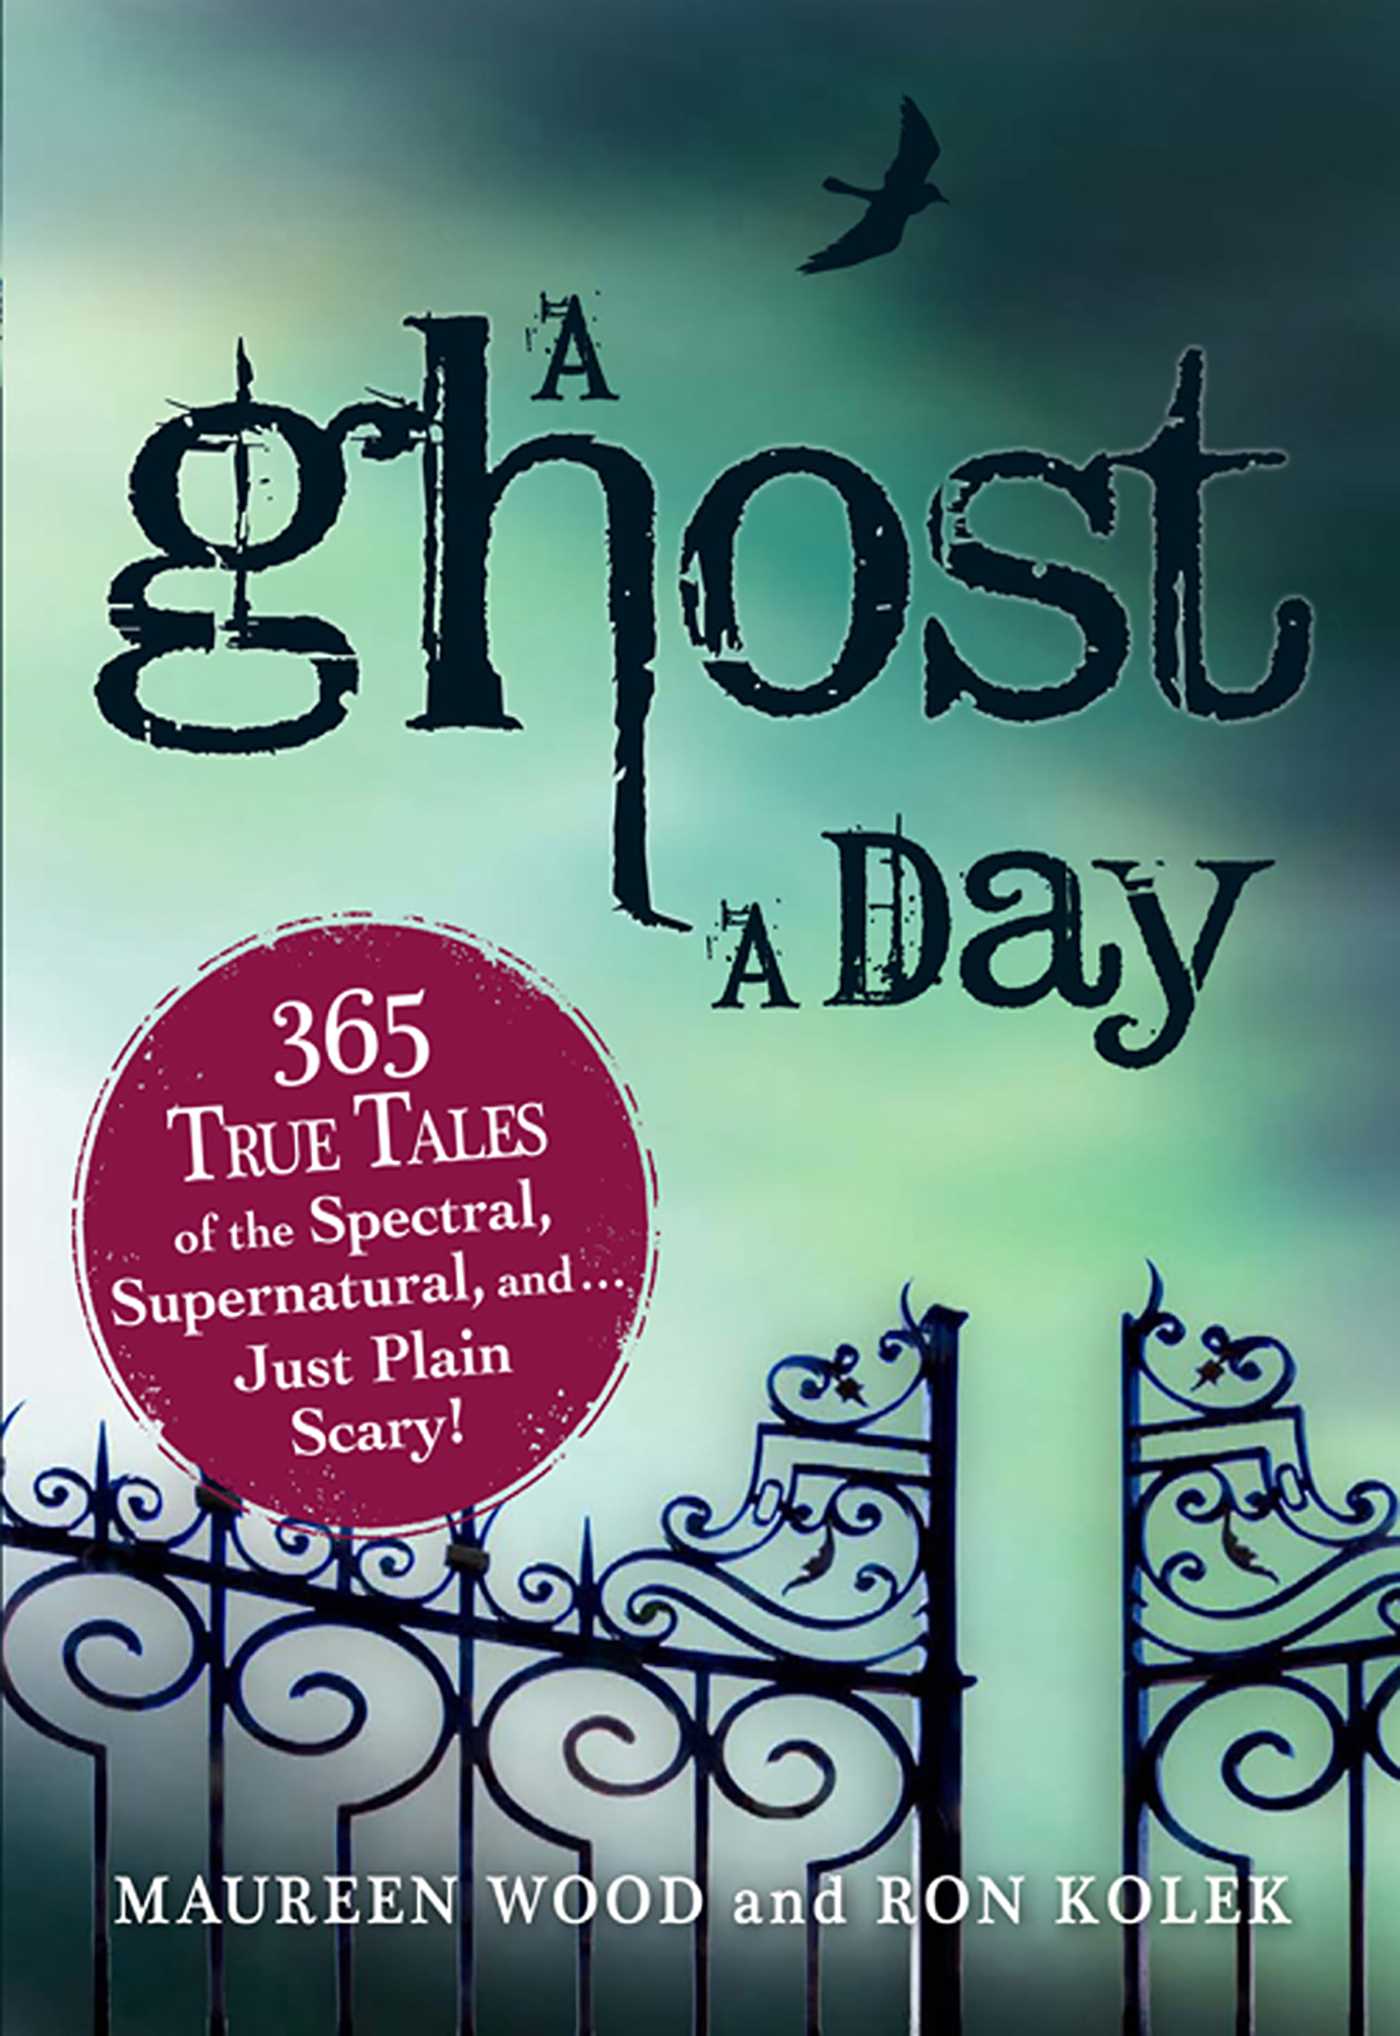 A
ghost
A Day
365
True Tales
of the Spectral,
Supernatural, and...
Just Plain
Scary!
MAUREEN WOOD and RON KOLEK